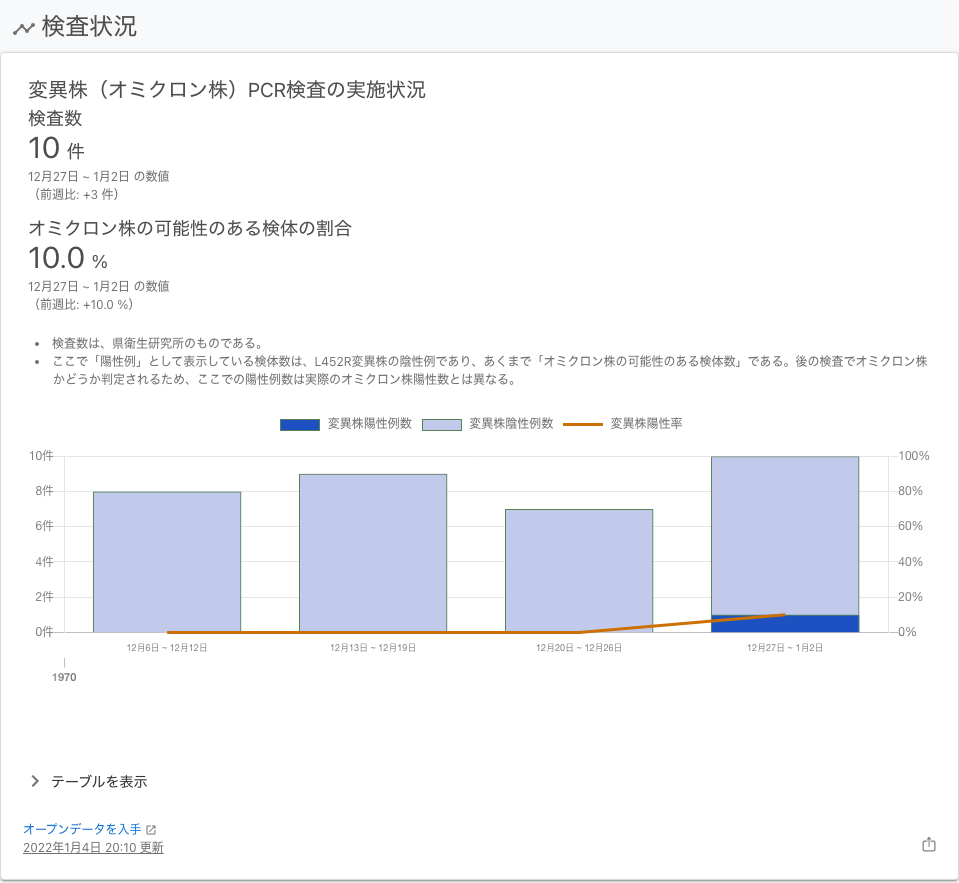 検査状況
変異株（オミクロン株）PCR検査の実施状況
検査数
10 件
12月27日 ~ 1月2日 の数値
（前週比: +3 件）
オミクロン株の可能性のある検体の割合
10.0 %
12月27日 ~ 1月2日 の数値
（前週比: +10.0 %）
• 検査数は、県衛生研究所のものである。
• ここで「陽性例」として表示している検体数は、L452R変異株の陰性例であり、あくまで「オミクロン株の可能性のある検体数」である。後の検査でオミクロン株
かどうか判定されるため、ここでの陽性例数は実際のオミクロン株陽性数とは異なる。
変異株陽性例数 変異株陰性例数 変異株陽性率
10件 100%
8件 80%
6件 60%
4件 40%
2件 20%
0件 0%
12月6日 ~ 12月12日 12月13日 ~ 12月19日 12月20日 ~ 12月26日 12月27日 ~ 1月2日
1970
テーブルを表示
オープンデータを入手
2022年1月4日 20:10 更新